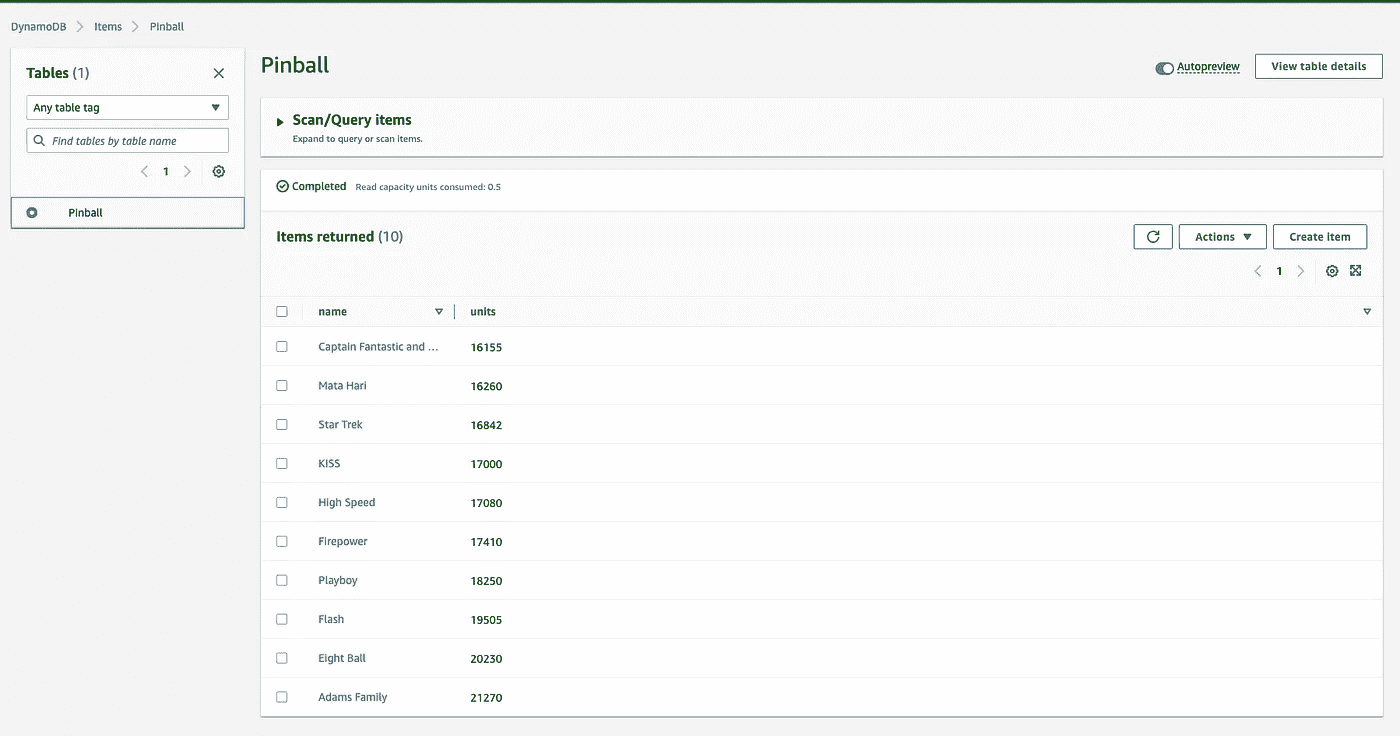 DynamoDB > Items > Pinball
Tables (1)
Any table tag
Find tables by table name
1
Pinball
Pinball
Autopreview
View table details
Scan/Query items
Expand to query or scan items.
Completed Read capacity units consumed: 0.5
Items returned (10)
Actions
Create item
1
name units
Captain Fantastic and ... 16155
Mata Hari 16260
Star Trek 16842
KISS 17000
High Speed 17080
Firepower 17410
Playboy 18250
Flash 19505
Eight Ball 20230
Adams Family 21270